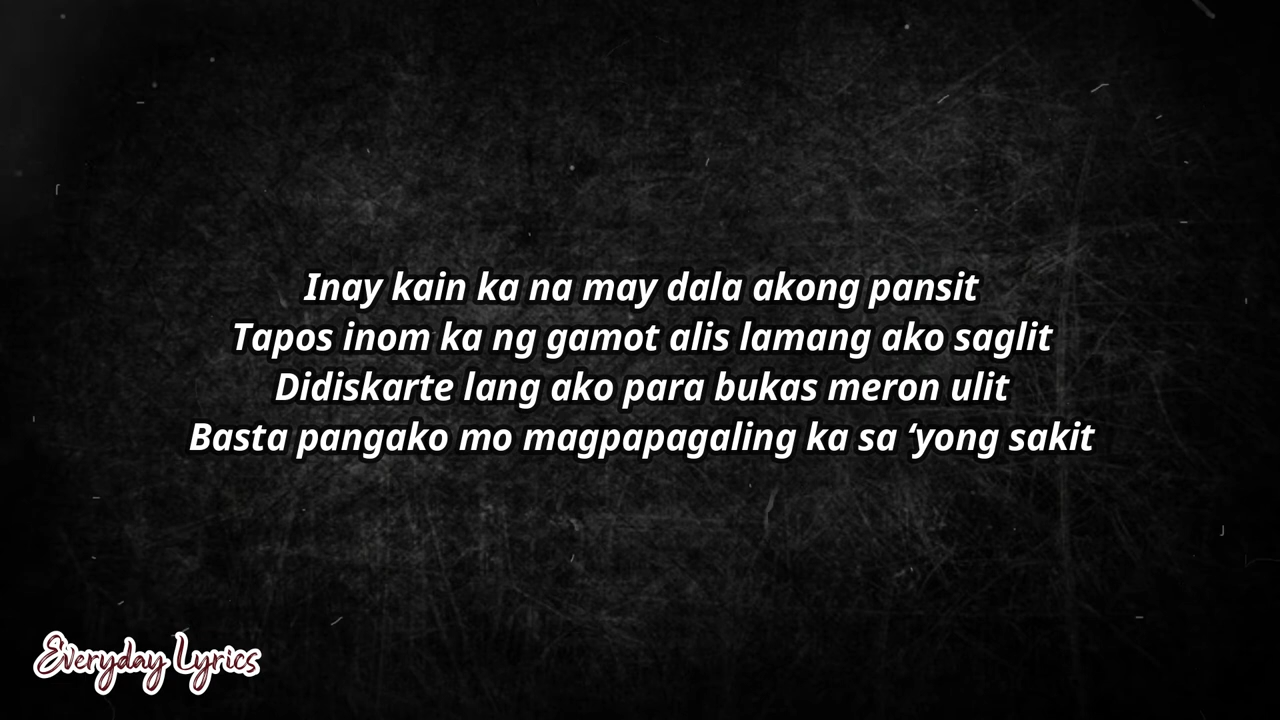 Inay kain ka na may dala akong pansit
Tapos inom ka ng gamot alis lamang ako saglit
Didiskarte lang ako para bukas meron ulit
Basta pangako mo magpapagaling ka sa ‘yong sakit
Everyday Lyrics